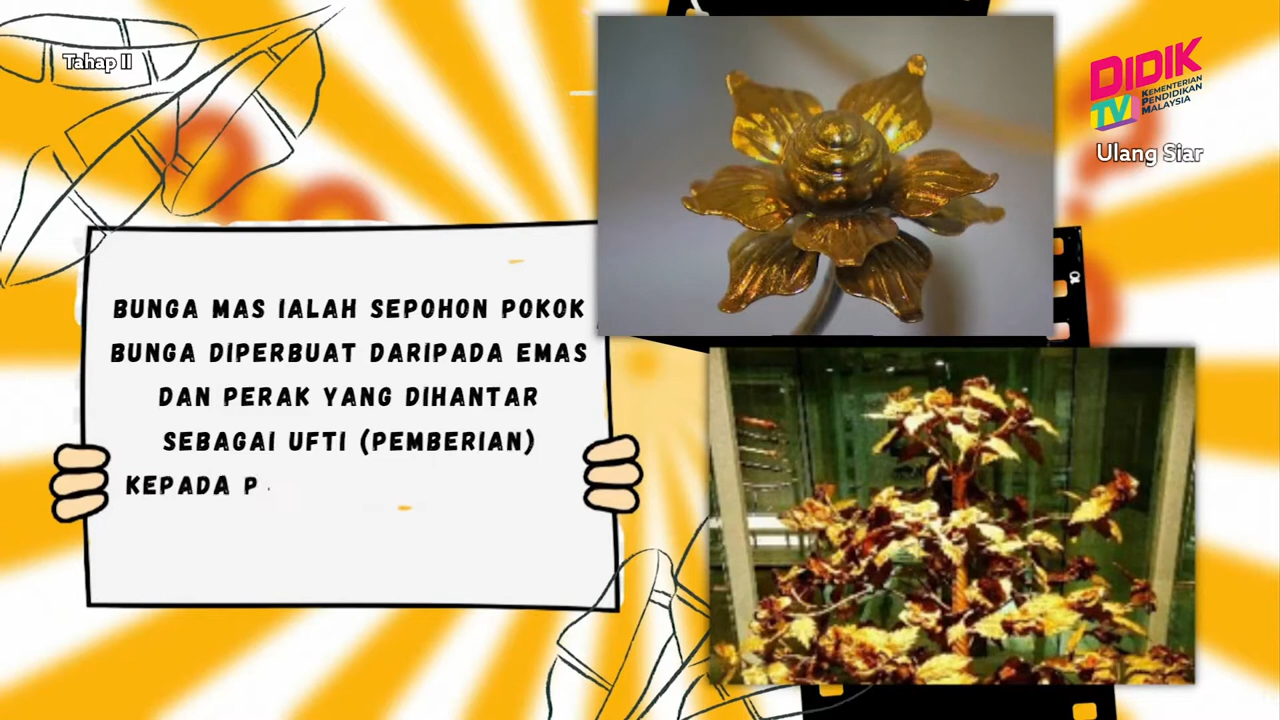 Tahap II
DIDIK
TV
KEMENTERIAN
PENDIDIKAN
MALAYSIA
Ulang Siar
BUNGA MAS IALAH SEPOHON POKOK
BUNGA DIPERBUAT DARIPADA EMAS
DAN PERAK YANG DIHANTAR
SEBAGAI UFTI (PEMBERIAN)
KEPADA P